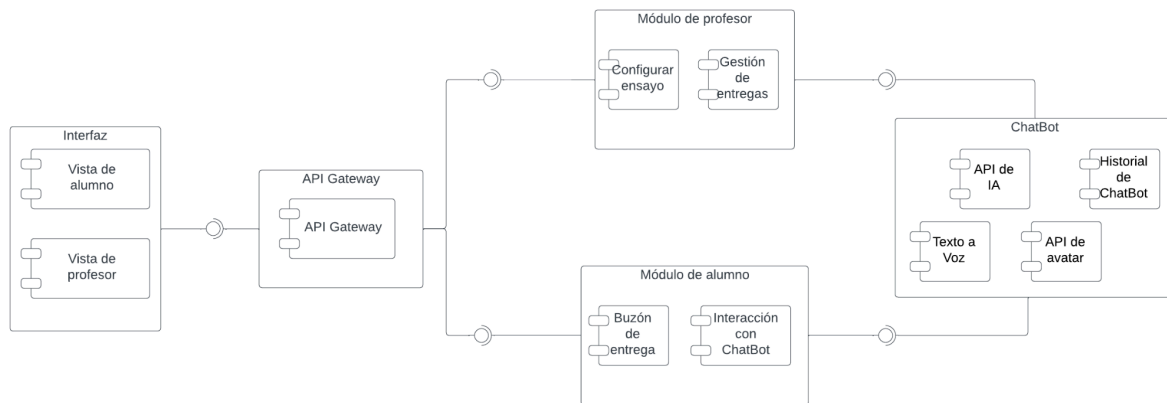 Interfaz
Vista de
alumno
Vista de
profesor
API Gateway
API Gateway
Módulo de profesor
Configurar
ensayo
Gestión
de
entregas
Módulo de alumno
Buzón
de
entrega
Interacción
con
ChatBot
ChatBot
API de
IA
Historial
de
ChatBot
Texto a
Voz
API de
avatar